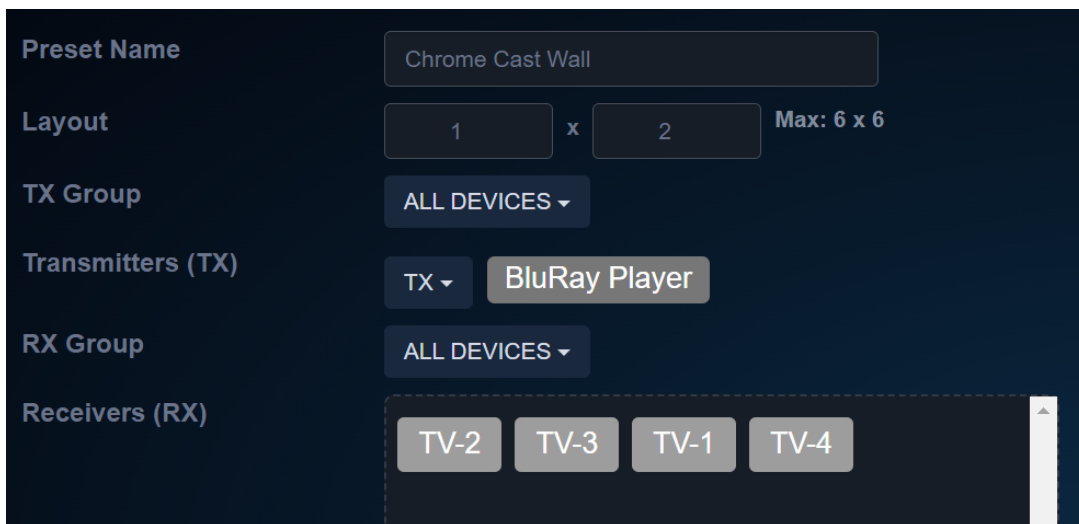 Preset Name Chrome Cast Wall
Layout 1 x 2 Max: 6 x 6
TX Group ALL DEVICES
Transmitters (TX) TX BluRay Player
RX Group ALL DEVICES
Receivers (RX)
TV-2 TV-3 TV-1 TV-4